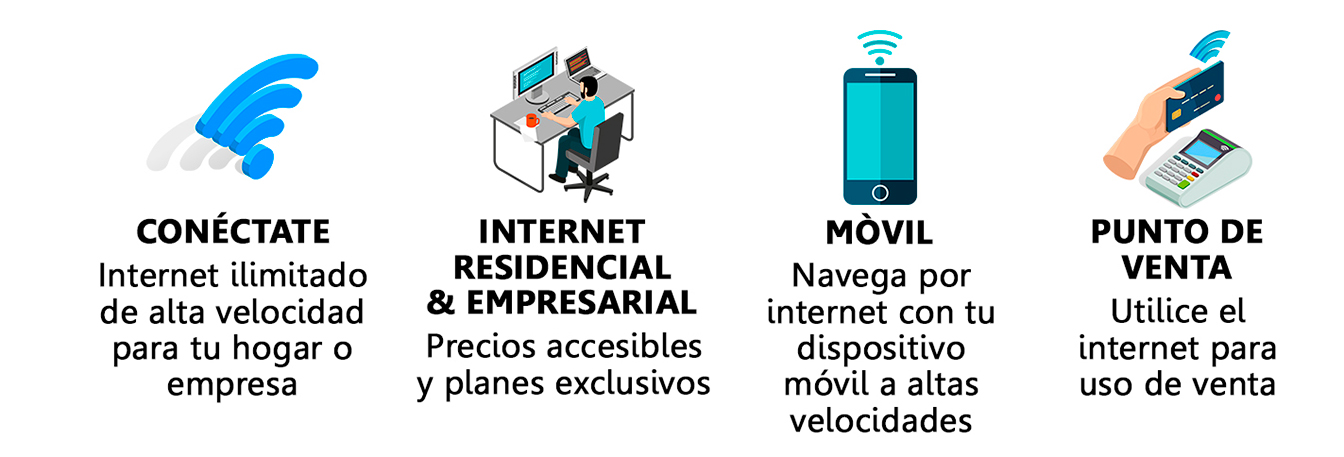 CONÉCTATE
Internet ilimitado
de alta velocidad
para tu hogar o
empresa
INTERNET
RESIDENCIAL
& EMPRESARIAL
Precios accesibles
y planes exclusivos
MÒVIL
Navega por
internet con tu
dispositivo
móvil a altas
velocidades
PUNTO DE
VENTA
Utilice el
internet para
uso de venta